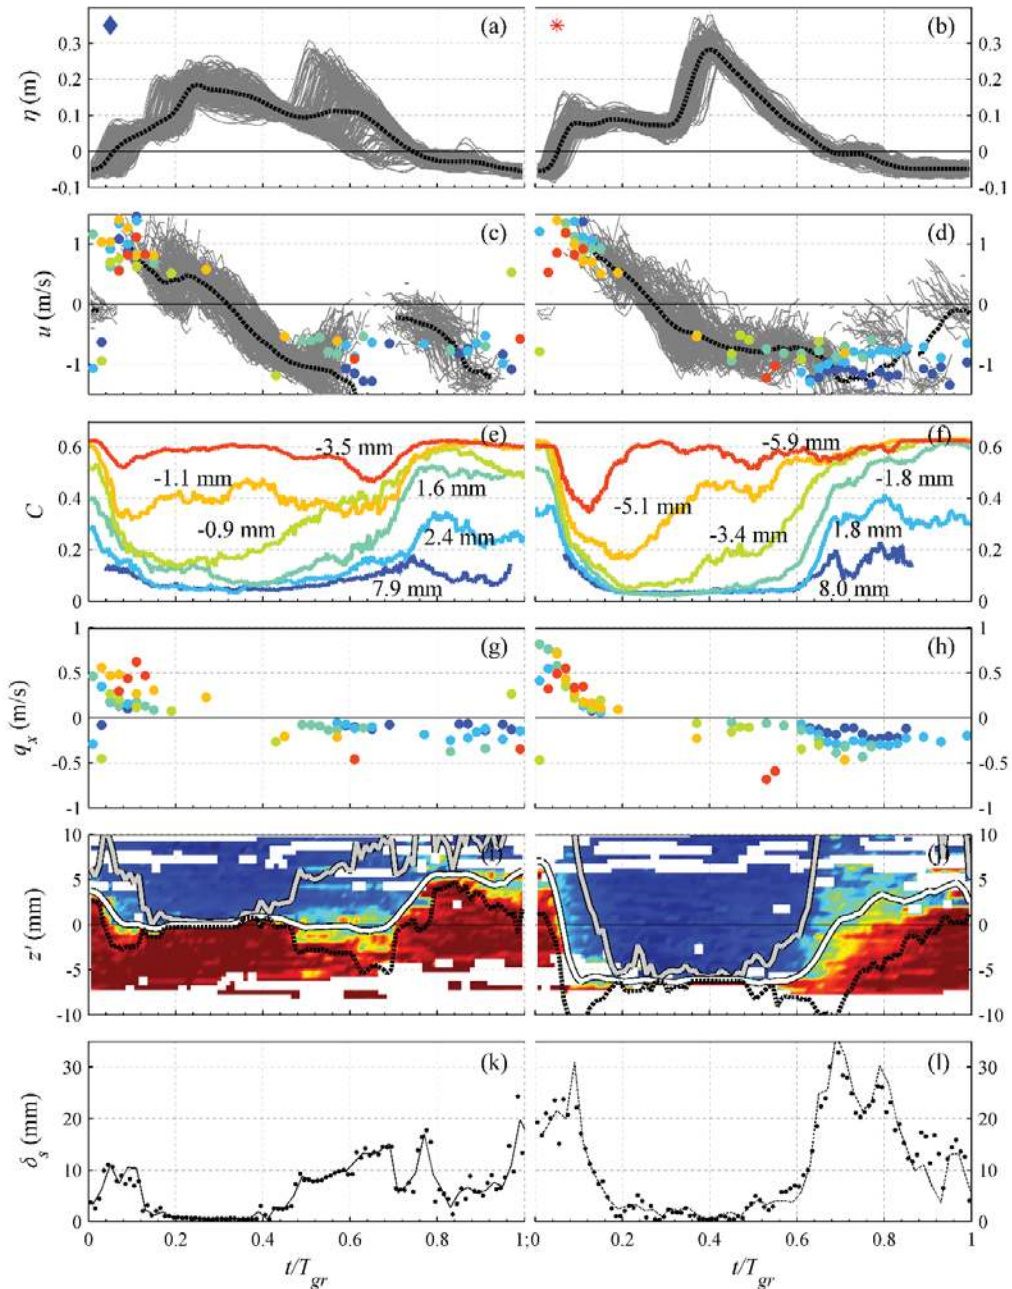 (a)
(b)
0.3
0.2
0.1
0
-0.1
η (m)
0.3
0.2
0.1
0
-0.1
(c)
(d)
1
0
-1
u (m/s)
1
0
-1
(e)
(f)
0.6
0.4
0.2
0
C
-3.5 mm
-1.1 mm
1.6 mm
-0.9 mm
2.4 mm
7.9 mm
-5.9 mm
-1.8 mm
-5.1 mm
-3.4 mm
1.8 mm
8.0 mm
0.6
0.4
0.2
0
(g)
(h)
1
0.5
0
-0.5
-1
q_x (m/s)
1
0.5
0
-0.5
-1
(i)
(j)
10
5
0
-5
-10
z' (mm)
10
5
0
-5
-10
(k)
(l)
30
20
10
0
δ_s (mm)
30
20
10
0
0 0.2 0.4 0.6 0.8 1;0 0.2 0.4 0.6 0.8 1
t/T_gr t/T_gr